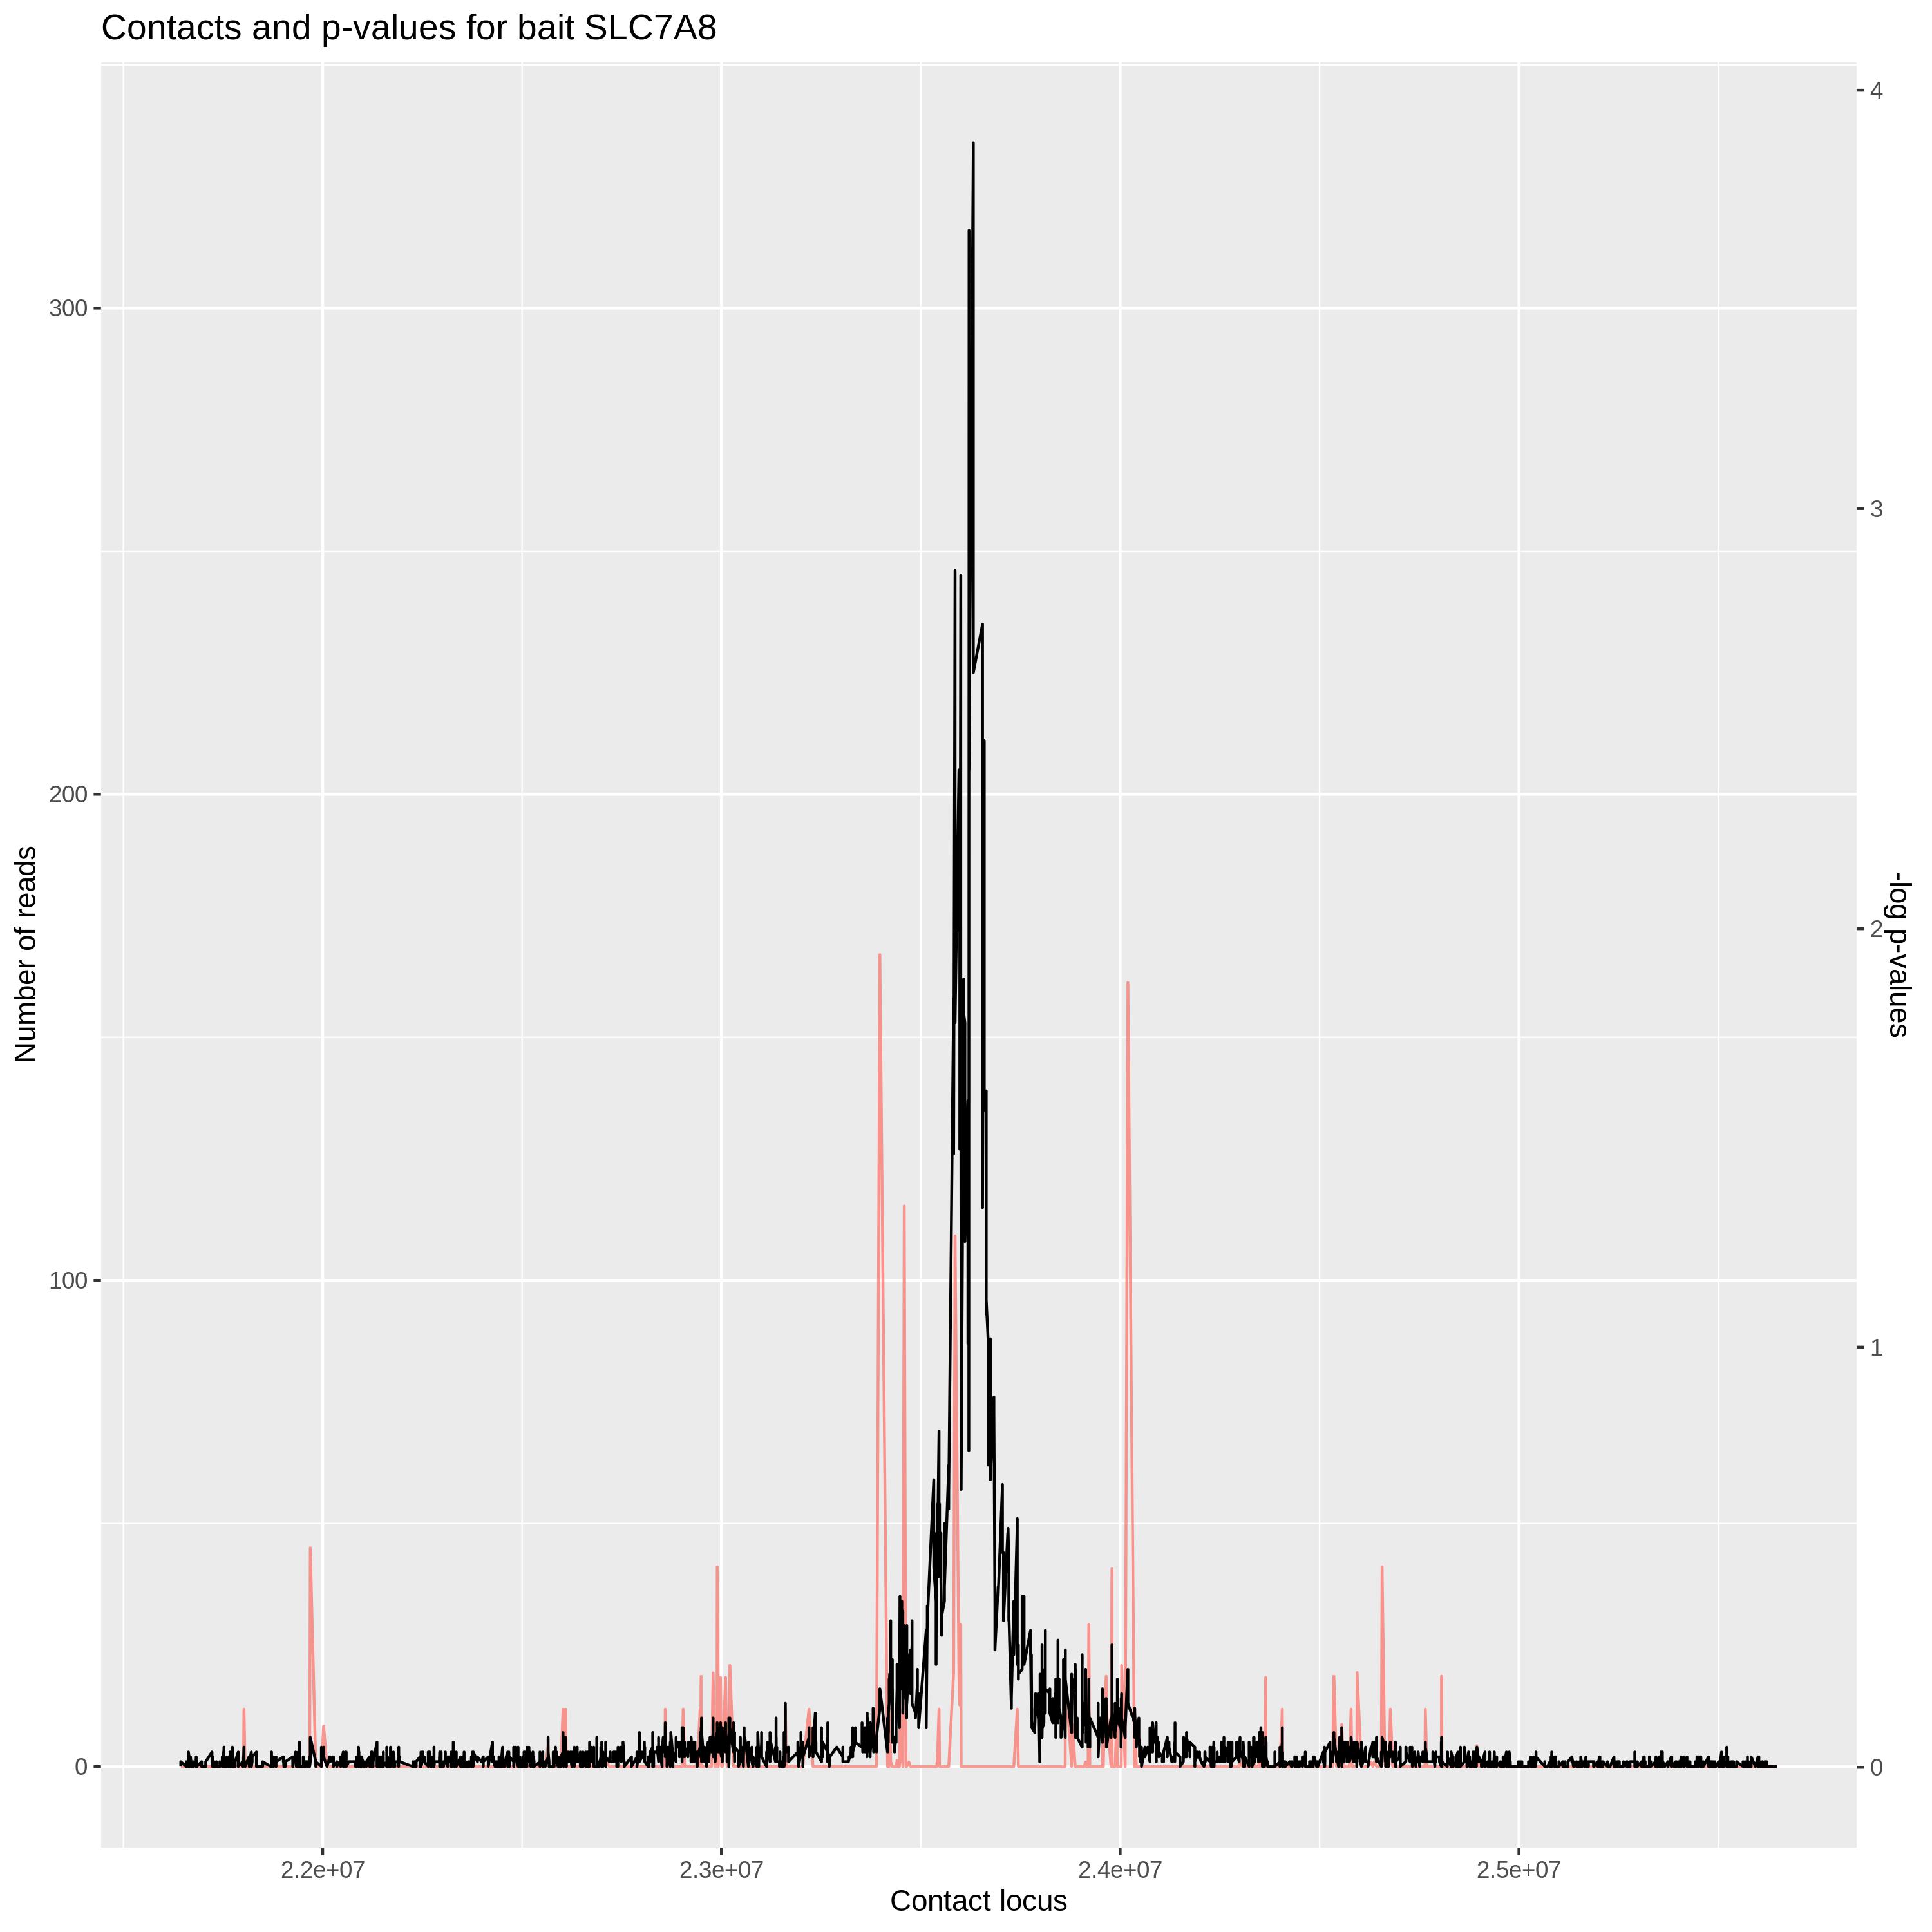 Contacts and p-values for bait SLC7A8
Number of reads
300
200
100
0
4
3
2
1
0
-log p-values
2.2e+07
2.3e+07
2.4e+07
2.5e+07
Contact locus